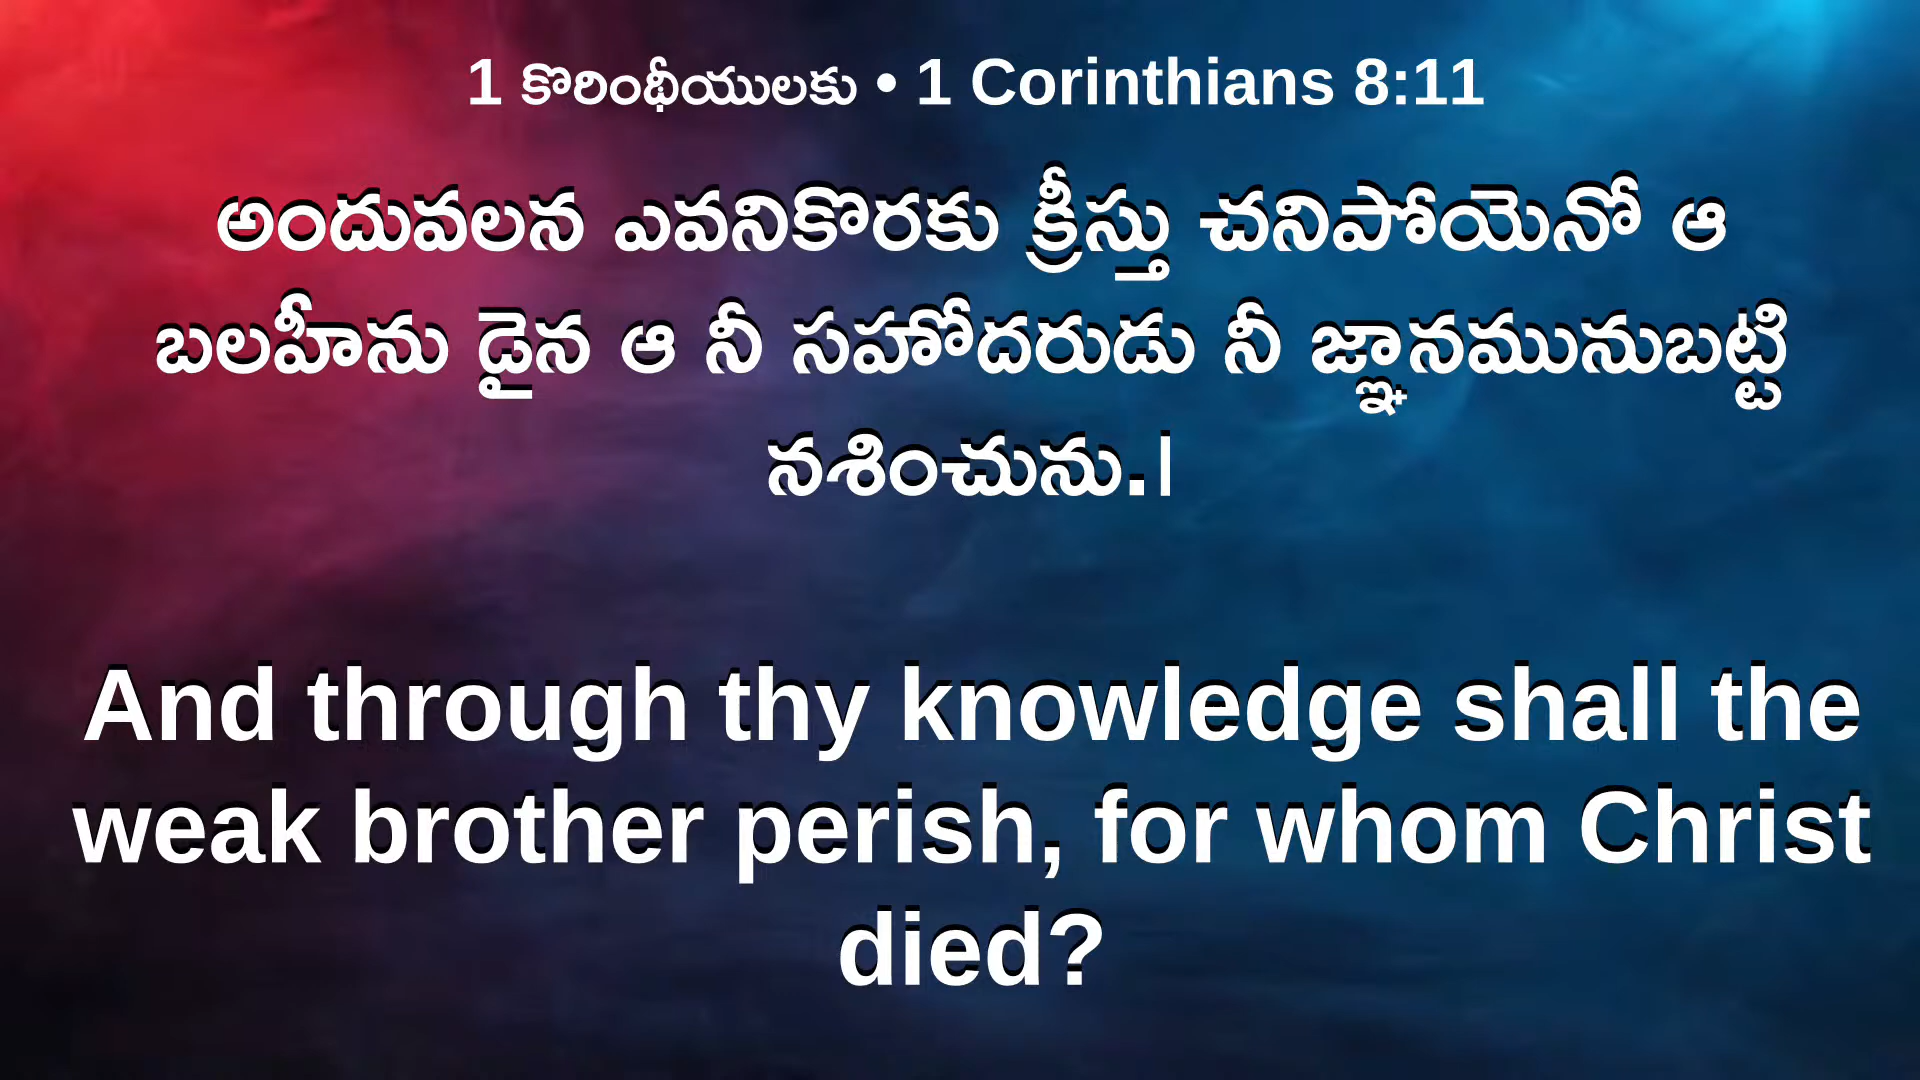 1 కొరింథీయులకు • 1 Corinthians 8:11
అందువలన ఎవనికొరకు క్రీస్తు చనిపోయెనో ఆ
బలహీను డైన ఆ నీ సహోదరుడు నీ జ్ఞానమునుబట్టి
నశించును.|
And through thy knowledge shall the
weak brother perish, for whom Christ
died?